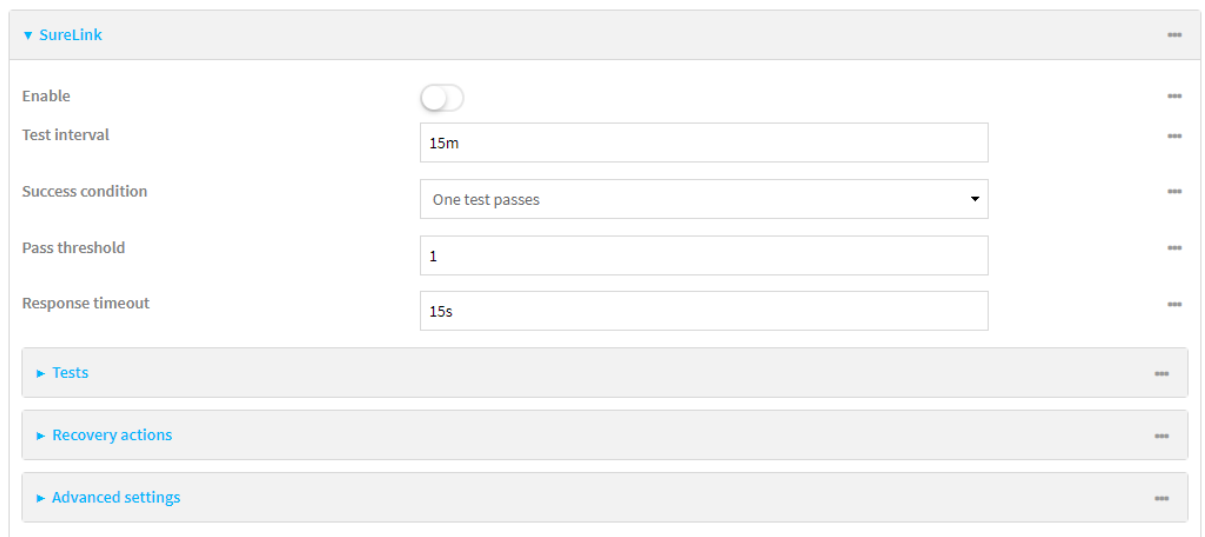 SureLink
Enable
Test interval
15m
Success condition
One test passes
Pass threshold
1
Response timeout
15s
Tests
Recovery actions
Advanced settings